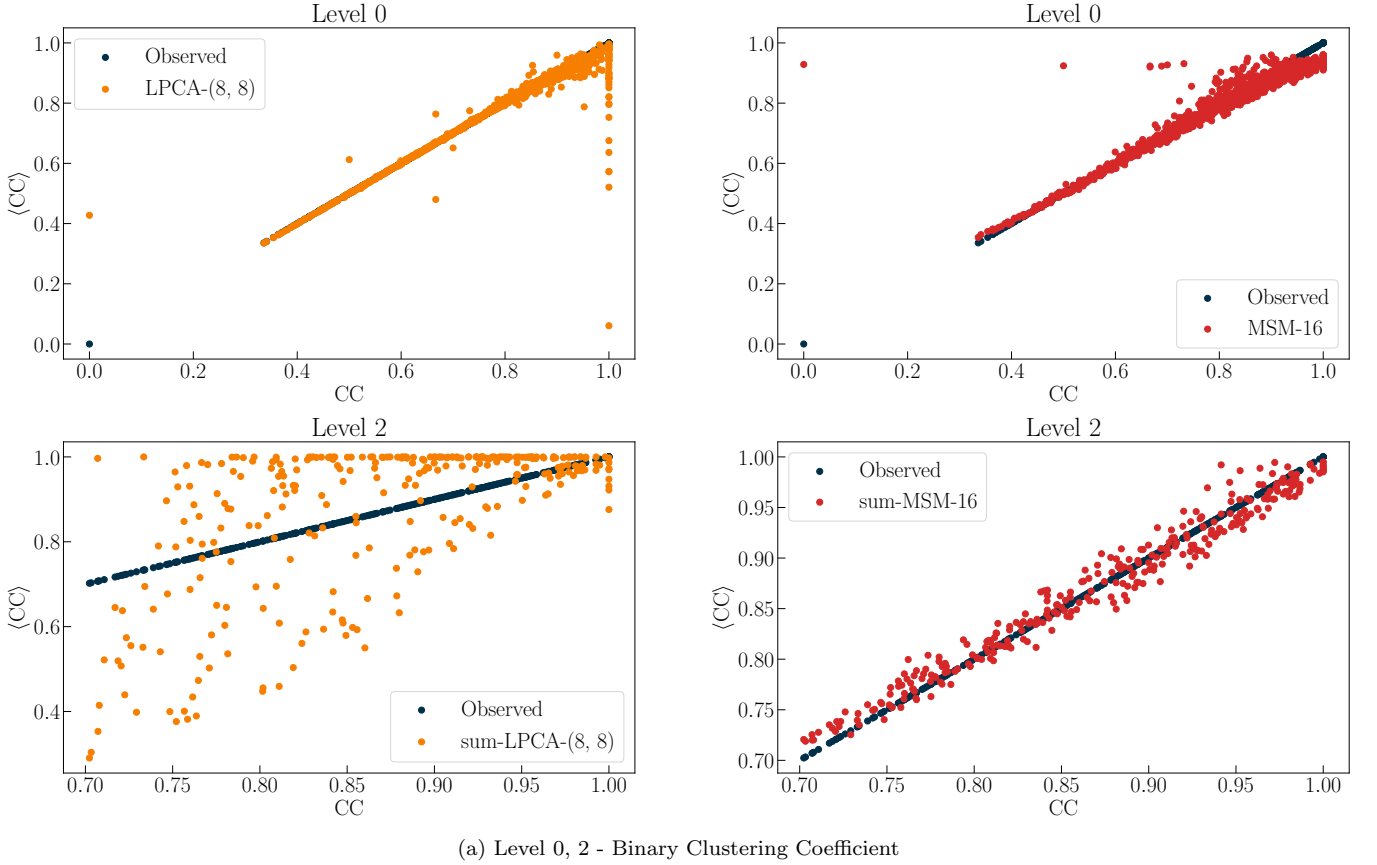 Level 0
1.0
0.8
0.6
0.4
0.2
0.0
⟨CC⟩
Observed
LPCA-(8, 8)
0.0 0.2 0.4 0.6 0.8 1.0
CC
Level 0
1.0
0.8
0.6
0.4
0.2
0.0
⟨CC⟩
Observed
MSM-16
0.0 0.2 0.4 0.6 0.8 1.0
CC
Level 2
1.0
0.8
0.6
0.4
⟨CC⟩
Observed
sum-LPCA-(8, 8)
0.70 0.75 0.80 0.85 0.90 0.95 1.00
CC
Level 2
1.00
0.95
0.90
0.85
0.80
0.75
0.70
⟨CC⟩
Observed
sum-MSM-16
0.70 0.75 0.80 0.85 0.90 0.95 1.00
CC
(a) Level 0, 2 - Binary Clustering Coefficient